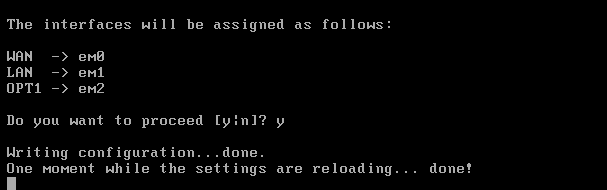 The interfaces will be assigned as follows:
WAN  -> em0
LAN  -> em1
OPT1 -> em2
Do you want to proceed [y¦n]? y
Writing configuration...done.
One moment while the settings are reloading... done!